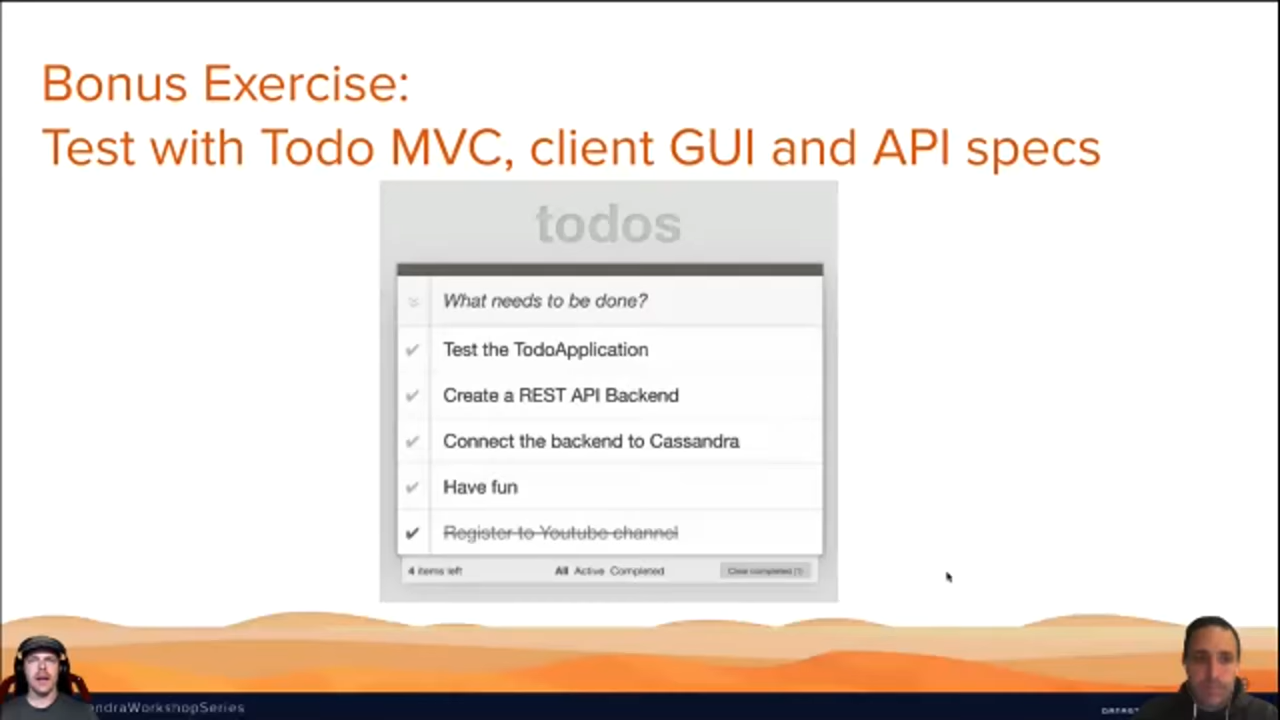 Bonus Exercise:
Test with Todo MVC, client GUI and API specs
todos
What needs to be done?
Test the TodoApplication
Create a REST API Backend
Connect the backend to Cassandra
Have fun
Register to Youtube channel
4 items left
All Active Completed
Clear completed (1)
endraWorkshopSeries